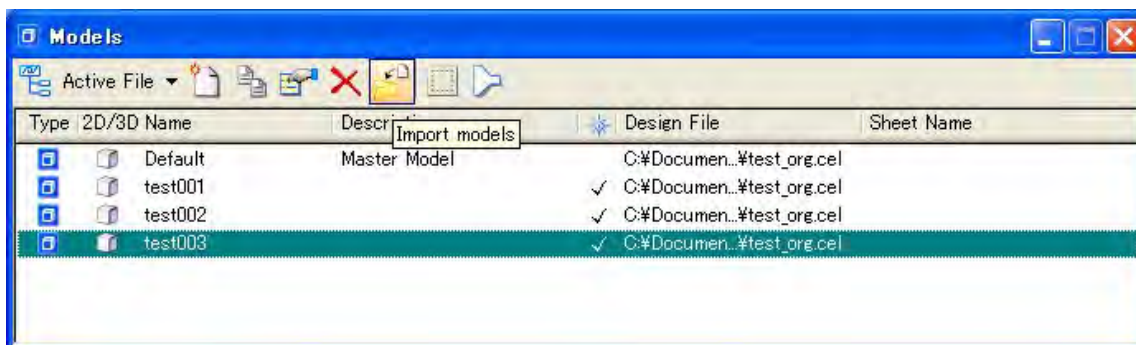 Models
Active File
Type 2D/3D Name Descri Design File Sheet Name
Import models
Default Master Model C:¥Documen...¥test_org.cel
test001 C:¥Documen...¥test_org.cel
test002 C:¥Documen...¥test_org.cel
test003 C:¥Documen...¥test_org.cel